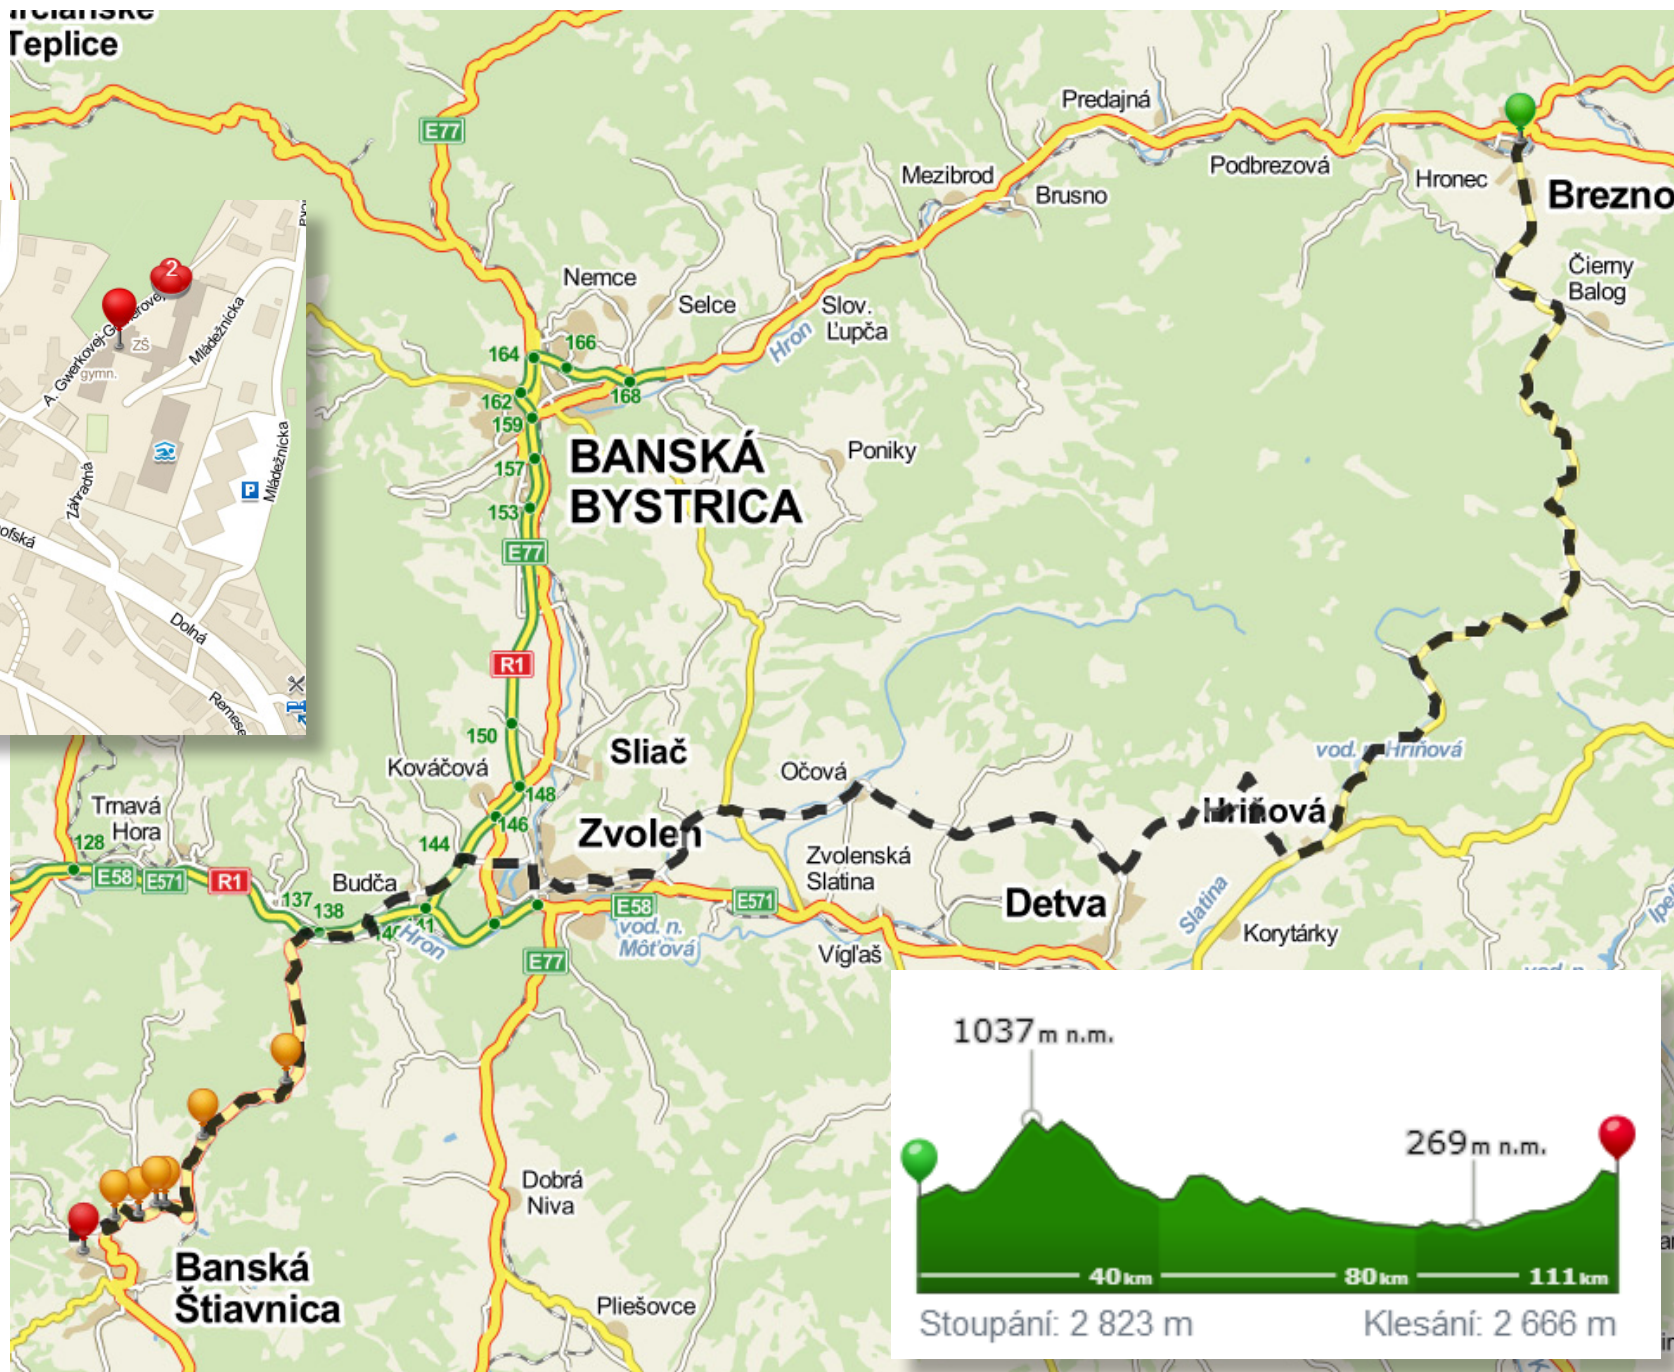 Teplice
E77
Predajná
Mezibrod
Brusno
Podbrezová
Hronec
Brezno
Čierny
Balog
Nemce
Selce
Slov.
Ľupča
Hron
164
166
162
168
159
157
153
BANSKÁ
BYSTRICA
Poniky
E77
R1
150
Kováčová
148
146
144
Sliač
Očová
vod. n. Hriňová
Hriňová
Zvolen
Zvolenská
Slatina
Detva
Slatina
Korytárky
Trnavá
Hora
128
E58
E571
R1
137
138
Budča
Hron
E58
E571
vod. n.
Môťová
Vígľaš
E77
Dobrá
Niva
Pliešovce
Banská
Štiavnica
2
ZŠ
gymn.
Mládežnícka
Mládežnícka
Záhradná
P
Dolná
1037 m n.m.
269 m n.m.
40 km
80 km
111 km
Stoupání: 2 823 m
Klesání: 2 666 m